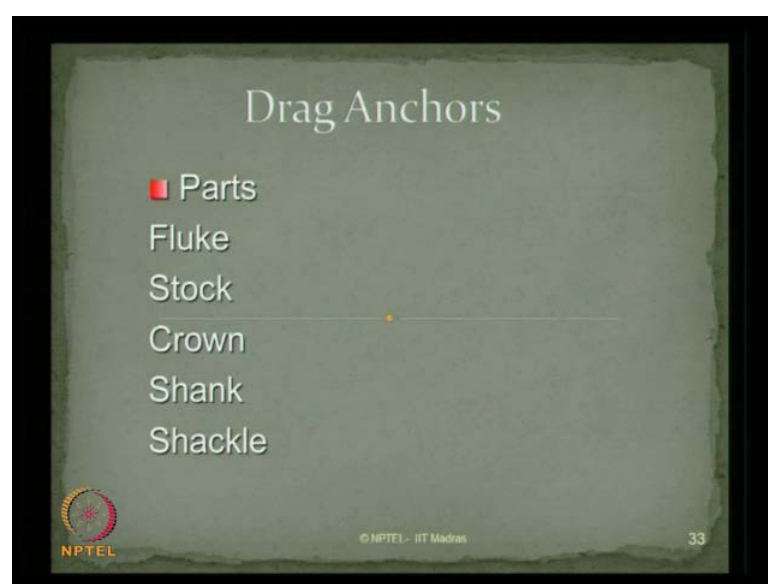 Drag Anchors
Parts
Fluke
Stock
Crown
Shank
Shackle
NPTEL
© NPTEL - IIT Madras
33